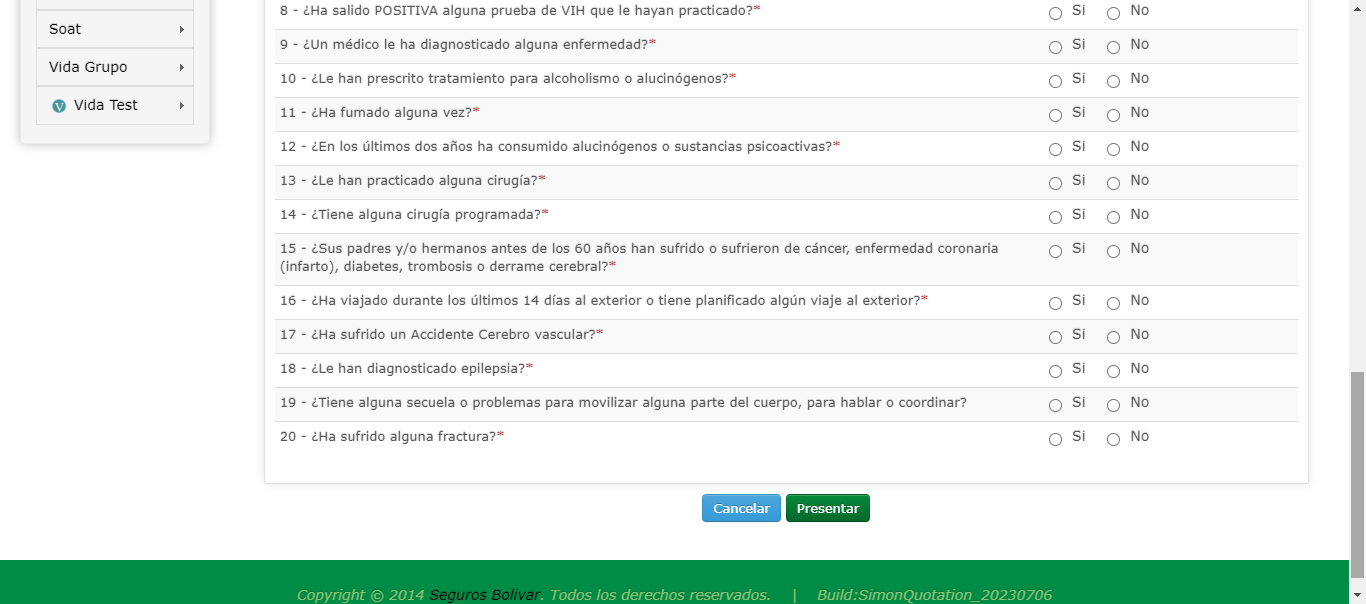 8 - ¿Ha salido POSITIVA alguna prueba de VIH que le hayan practicado?* Si No
Soat
9 - ¿Un médico le ha diagnosticado alguna enfermedad?* Si No
Vida Grupo
10 - ¿Le han prescrito tratamiento para alcoholismo o alucinógenos?* Si No
V Vida Test
11 - ¿Ha fumado alguna vez?* Si No
12 - ¿En los últimos dos años ha consumido alucinógenos o sustancias psicoactivas?* Si No
13 - ¿Le han practicado alguna cirugía?* Si No
14 - ¿Tiene alguna cirugía programada?* Si No
15 - ¿Sus padres y/o hermanos antes de los 60 años han sufrido o sufrieron de cáncer, enfermedad coronaria Si No
(infarto), diabetes, trombosis o derrame cerebral?*
16 - ¿Ha viajado durante los últimos 14 días al exterior o tiene planificado algún viaje al exterior?* Si No
17 - ¿Ha sufrido un Accidente Cerebro vascular?* Si No
18 - ¿Le han diagnosticado epilepsia?* Si No
19 - ¿Tiene alguna secuela o problemas para movilizar alguna parte del cuerpo, para hablar o coordinar? Si No
20 - ¿Ha sufrido alguna fractura?* Si No
Cancelar Presentar
Copyright © 2014 Seguros Bolivar. Todos los derechos reservados. | Build:SimonQuotation_20230706